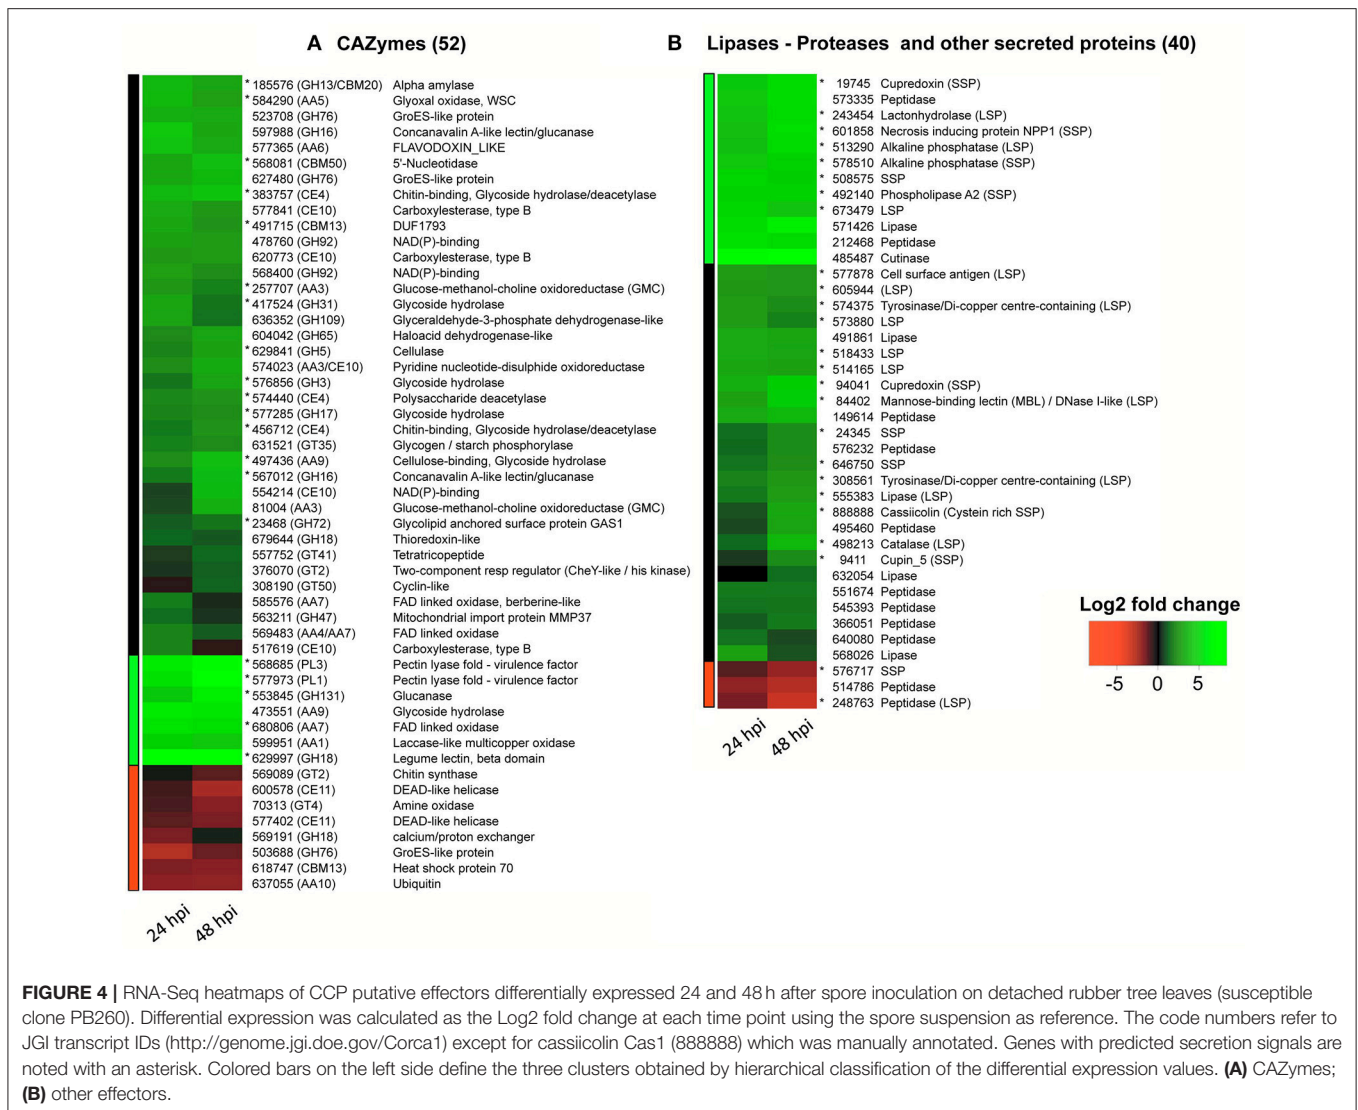 A CAZymes (52)
* 185576 (GH13/CBM20) Alpha amylase
* 584290 (AA5) Glyoxal oxidase, WSC
523708 (GH76) GroES-like protein
597988 (GH16) Concanavalin A-like lectin/glucanase
577365 (AA6) FLAVODOXIN_LIKE
* 568081 (CBM50) 5'-Nucleotidase
627480 (GH76) GroES-like protein
* 383757 (CE4) Chitin-binding, Glycoside hydrolase/deacetylase
577841 (CE10) Carboxylesterase, type B
* 491715 (CBM13) DUF1793
478760 (GH92) NAD(P)-binding
620773 (CE10) Carboxylesterase, type B
568400 (GH92) NAD(P)-binding
* 257707 (AA3) Glucose-methanol-choline oxidoreductase (GMC)
* 417524 (GH31) Glycoside hydrolase
636352 (GH109) Glyceraldehyde-3-phosphate dehydrogenase-like
604042 (GH65) Haloacid dehydrogenase-like
* 629841 (GH5) Cellulase
574023 (AA3/CE10) Pyridine nucleotide-disulphide oxidoreductase
* 576856 (GH3) Glycoside hydrolase
* 574440 (CE4) Polysaccharide deacetylase
* 577285 (GH17) Glycoside hydrolase
* 456712 (CE4) Chitin-binding, Glycoside hydrolase/deacetylase
631521 (GT35) Glycogen / starch phosphorylase
* 497436 (AA9) Cellulose-binding, Glycoside hydrolase
* 567012 (GH16) Concanavalin A-like lectin/glucanase
554214 (CE10) NAD(P)-binding
81004 (AA3) Glucose-methanol-choline oxidoreductase (GMC)
* 23468 (GH72) Glycolipid anchored surface protein GAS1
679644 (GH18) Thioredoxin-like
557752 (GT41) Tetratricopeptide
376070 (GT2) Two-component resp regulator (CheY-like / his kinase)
308190 (GT50) Cyclin-like
585576 (AA7) FAD linked oxidase, berberine-like
563211 (GH47) Mitochondrial import protein MMP37
569483 (AA4/AA7) FAD linked oxidase
517619 (CE10) Carboxylesterase, type B
* 568685 (PL3) Pectin lyase fold - virulence factor
* 577973 (PL1) Pectin lyase fold - virulence factor
* 553845 (GH131) Glucanase
473551 (AA9) Glycoside hydrolase
* 680806 (AA7) FAD linked oxidase
599951 (AA1) Laccase-like multicopper oxidase
* 629997 (GH18) Legume lectin, beta domain
569089 (GT2) Chitin synthase
600578 (CE11) DEAD-like helicase
70313 (GT4) Amine oxidase
577402 (CE11) DEAD-like helicase
569191 (GH18) calcium/proton exchanger
503688 (GH76) GroES-like protein
618747 (CBM13) Heat shock protein 70
637055 (AA10) Ubiquitin
24 hpi 48 hpi
B Lipases - Proteases and other secreted proteins (40)
* 19745 Cupredoxin (SSP)
573335 Peptidase
* 243454 Lactonhydrolase (LSP)
* 601858 Necrosis inducing protein NPP1 (SSP)
* 513290 Alkaline phosphatase (LSP)
* 578510 Alkaline phosphatase (SSP)
* 508575 SSP
* 492140 Phospholipase A2 (SSP)
* 673479 LSP
571426 Lipase
212468 Peptidase
485487 Cutinase
* 577878 Cell surface antigen (LSP)
* 605944 (LSP)
* 574375 Tyrosinase/Di-copper centre-containing (LSP)
* 573880 LSP
491861 Lipase
* 518433 LSP
* 514165 LSP
* 94041 Cupredoxin (SSP)
* 84402 Mannose-binding lectin (MBL) / DNase I-like (LSP)
149614 Peptidase
* 24345 SSP
576232 Peptidase
* 646750 SSP
* 308561 Tyrosinase/Di-copper centre-containing (LSP)
* 555383 Lipase (LSP)
* 888888 Cassiicolin (Cystein rich SSP)
495460 Peptidase
* 498213 Catalase (LSP)
* 9411 Cupin_5 (SSP)
632054 Lipase
551674 Peptidase
545393 Peptidase
366051 Peptidase
640080 Peptidase
568026 Lipase
* 576717 SSP
514786 Peptidase
* 248763 Peptidase (LSP)
24 hpi 48 hpi
Log2 fold change
-5 0 5
FIGURE 4 | RNA-Seq heatmaps of CCP putative effectors differentially expressed 24 and 48 h after spore inoculation on detached rubber tree leaves (susceptible
clone PB260). Differential expression was calculated as the Log2 fold change at each time point using the spore suspension as reference. The code numbers refer to
JGI transcript IDs (http://genome.jgi.doe.gov/Corca1) except for cassiicolin Cas1 (888888) which was manually annotated. Genes with predicted secretion signals are
noted with an asterisk. Colored bars on the left side define the three clusters obtained by hierarchical classification of the differential expression values. (A) CAZymes;
(B) other effectors.